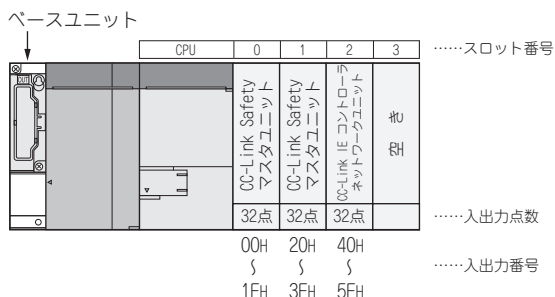 ベースユニット
CPU 0 1 2 3 ……スロット番号
OUT
CC-Link Safety
マスタユニット
CC-Link Safety
マスタユニット
CC-Link IE コントローラ
ネットワークユニット
空き
32点 32点 32点 ……入出力点数
00H 20H 40H
∫ ∫ ∫ ……入出力番号
1FH 3FH 5FH